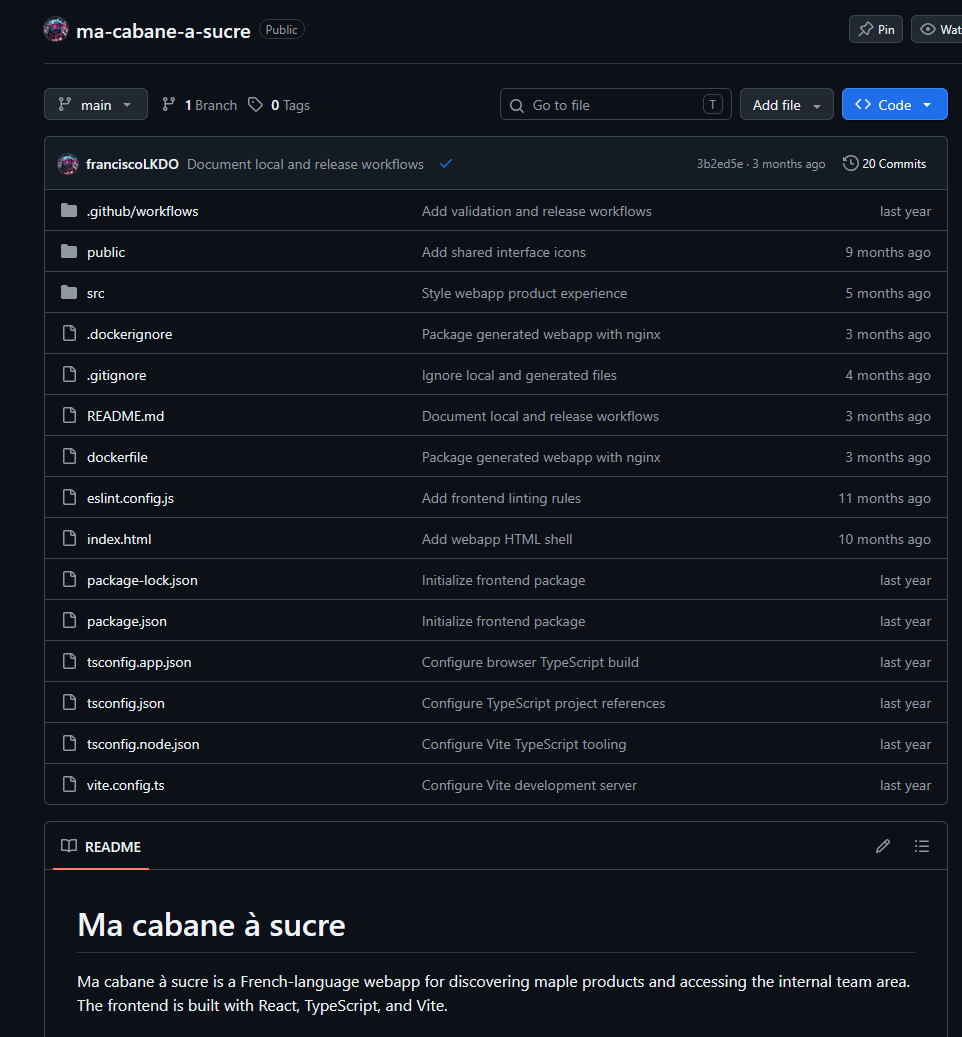 ma-cabane-a-sucre Public Pin Wat
main 1 Branch 0 Tags Go to file T Add file Code
franciscoLKDO Document local and release workflows 3b2ed5e · 3 months ago 20 Commits
.github/workflows Add validation and release workflows last year
public Add shared interface icons 9 months ago
src Style webapp product experience 5 months ago
.dockerignore Package generated webapp with nginx 3 months ago
.gitignore Ignore local and generated files 4 months ago
README.md Document local and release workflows 3 months ago
dockerfile Package generated webapp with nginx 3 months ago
eslint.config.js Add frontend linting rules 11 months ago
index.html Add webapp HTML shell 10 months ago
package-lock.json Initialize frontend package last year
package.json Initialize frontend package last year
tsconfig.app.json Configure browser TypeScript build last year
tsconfig.json Configure TypeScript project references last year
tsconfig.node.json Configure Vite TypeScript tooling last year
vite.config.ts Configure Vite development server last year
README
Ma cabane à sucre
Ma cabane à sucre is a French-language webapp for discovering maple products and accessing the internal team area.
The frontend is built with React, TypeScript, and Vite.